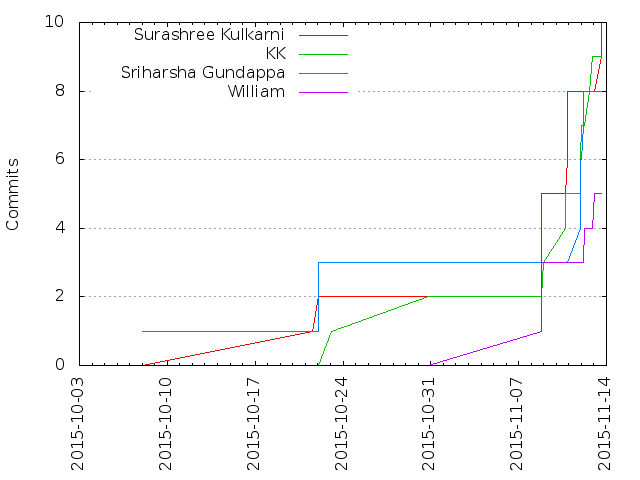 10
8
6
4
2
0
Commits
Surashree Kulkarni
KK
Sriharsha Gundappa
William
2015-10-03
2015-10-10
2015-10-17
2015-10-24
2015-10-31
2015-11-07
2015-11-14